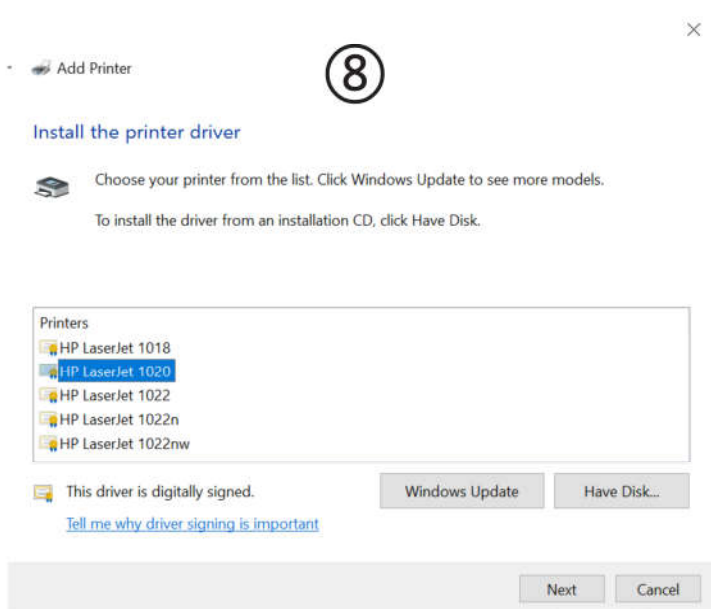 ⑧
Add Printer
Install the printer driver
Choose your printer from the list. Click Windows Update to see more models.
To install the driver from an installation CD, click Have Disk.
Printers
HP LaserJet 1018
HP LaserJet 1020
HP LaserJet 1022
HP LaserJet 1022n
HP LaserJet 1022nw
This driver is digitally signed.
Windows Update
Have Disk...
Tell me why driver signing is important
Next
Cancel